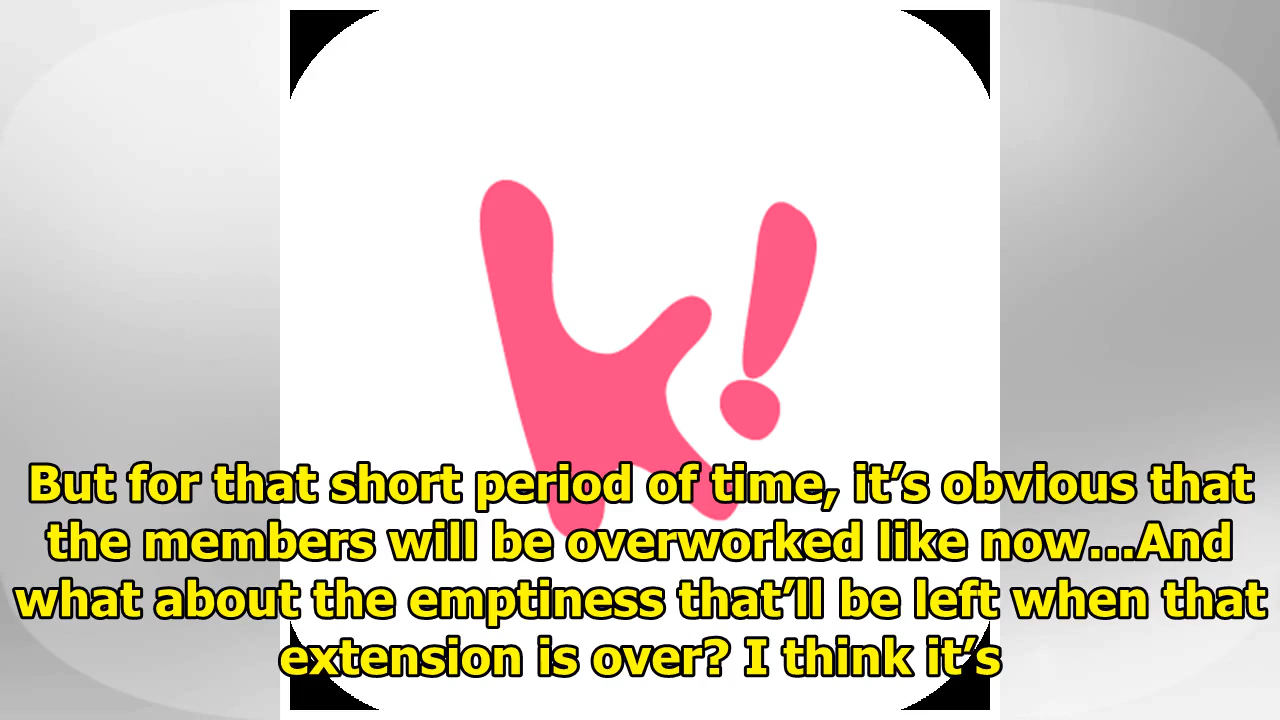 k!
But for that short period of time, it’s obvious that
the members will be overworked like now...And
what about the emptiness that’ll be left when that
extension is over? I think it’s